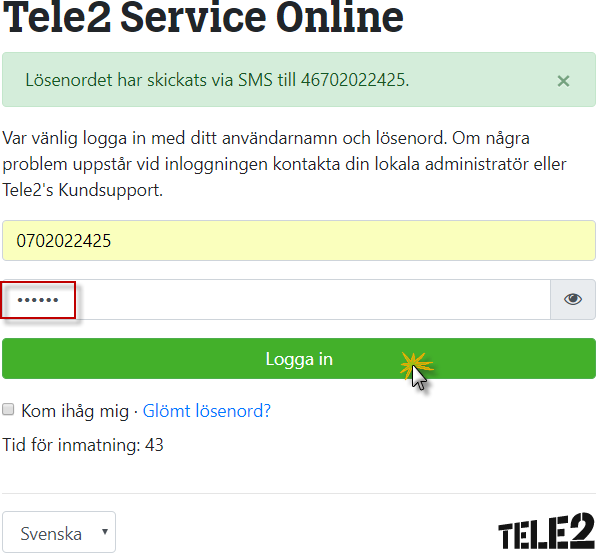 Tele2 Service Online
Lösenordet har skickats via SMS till 46702022425.
×
Var vänlig logga in med ditt användarnamn och lösenord. Om några
problem uppstår vid inloggningen kontakta din lokala administratör eller
Tele2's Kundsupport.
0702022425
••••••
Logga in
Kom ihåg mig · Glömt lösenord?
Tid för inmatning: 43
Svenska
TELE2